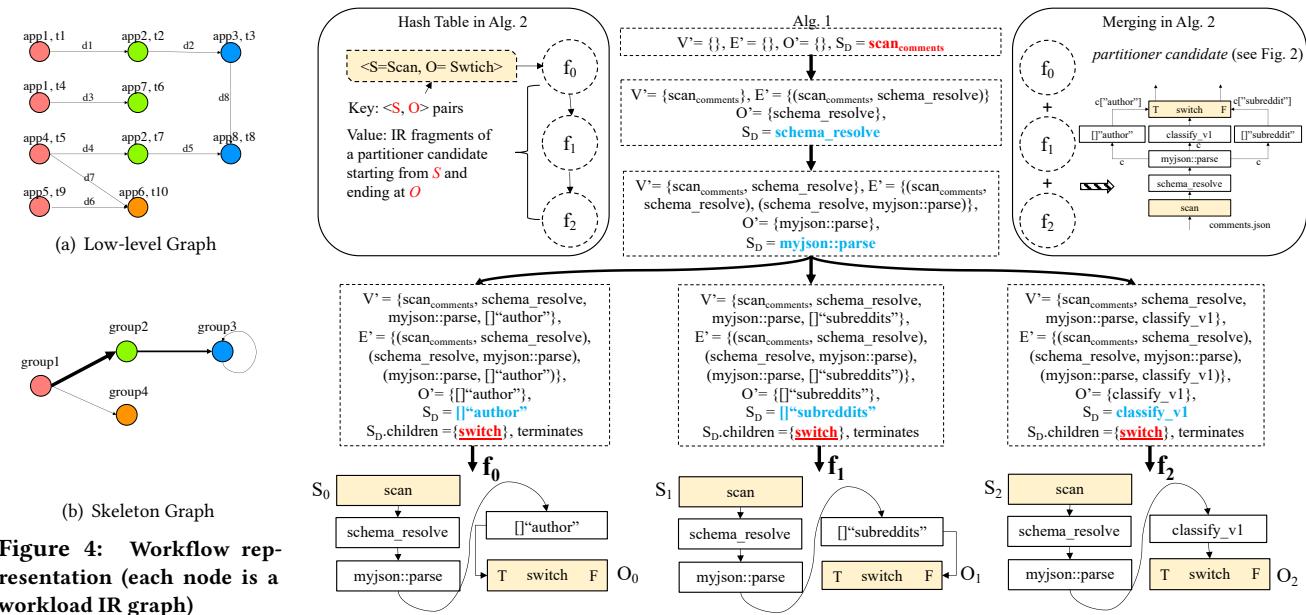 app1, t1
app2, t2
app3, t3
d1
d2
app1, t4
app7, t6
d3
d8
app4, t5
app2, t7
app8, t8
d4
d5
d7
app5, t9
app6, t10
d6
(a) Low-level Graph
group2
group3
group1
group4
(b) Skeleton Graph
Figure 4: Workflow rep-
resentation (each node is a
workload IR graph)
Hash Table in Alg. 2
<S=Scan, O= Swtich>
Key: <S, O> pairs
Value: IR fragments of
a partitioner candidate
starting from S and
ending at O
f0
f1
f2
Alg. 1
V’= {}, E’ = {}, O’= {}, SD = scancomments
V’= {scancomments}, E’ = {(scancomments, schema_resolve)}
O’= {schema_resolve},
SD = schema_resolve
V’= {scancomments, schema_resolve}, E’ = {(scancomments,
schema_resolve), (schema_resolve, myjson::parse)},
O’= {myjson::parse},
SD = myjson::parse
Merging in Alg. 2
partitioner candidate (see Fig. 2)
f0
+
f1
+
f2
c["author"]
c["subreddit"]
T switch F
[]"author"
classify_v1
[]"subreddit"
c
c
myjson::parse
c
schema_resolve
scan
comments.json
V’ = {scancomments, schema_resolve,
myjson::parse, []“author”},
E’ = {(scancomments, schema_resolve),
(schema_resolve, myjson::parse),
(myjson::parse, []“author”)},
O’= {[]“author”},
SD = []“author”
SD.children ={switch}, terminates
V’ = {scancomments, schema_resolve,
myjson::parse, []“subreddits”},
E’ = {(scancomments, schema_resolve),
(schema_resolve, myjson::parse),
(myjson::parse, []“subreddits”)},
O’= {[]“subreddits”},
SD = []“subreddits”
SD.children ={switch}, terminates
V’ = {scancomments, schema_resolve,
myjson::parse, classify_v1},
E’ = {(scancomments, schema_resolve),
(schema_resolve, myjson::parse),
(myjson::parse, classify_v1)},
O’= {classify_v1},
SD = classify_v1
SD.children ={switch}, terminates
f0
S0
scan
schema_resolve
myjson::parse
[]“author”
T switch F
O0
f1
S1
scan
schema_resolve
myjson::parse
[]“subreddits”
T switch F
O1
f2
S2
scan
schema_resolve
myjson::parse
classify_v1
T switch F
O2